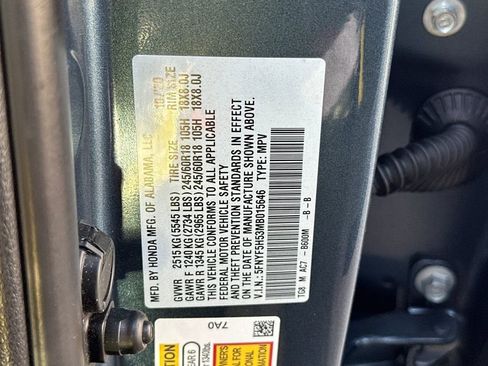 MFD. BY HONDA MFG. OF ALABAMA, LLC 10/20
TIRE SIZE RIM SIZE
GVWR 2515 KG (5545 LBS)
GAWR F 1240 KG (2734 LBS) 245/60R18 105H 18X8.0J
GAWR R 1345 KG (2965 LBS) 245/60R18 105H 18X8.0J
THIS VEHICLE CONFORMS TO ALL APPLICABLE
FEDERAL MOTOR VEHICLE SAFETY
AND THEFT PREVENTION STANDARDS IN EFFECT
ON THE DATE OF MANUFACTURE SHOWN ABOVE.
V.I.N.: 5FNYF5H53MB015646 TYPE: MPV
TG8 M AC7 -B600M -B-B
7A0